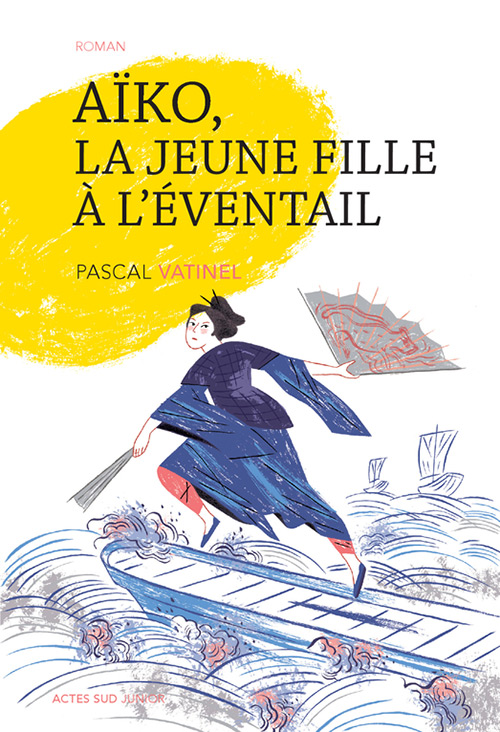 ROMAN
AÏKO,
LA JEUNE FILLE
À L’ÉVENTAIL
PASCAL VATINEL
ACTES SUD JUNIOR